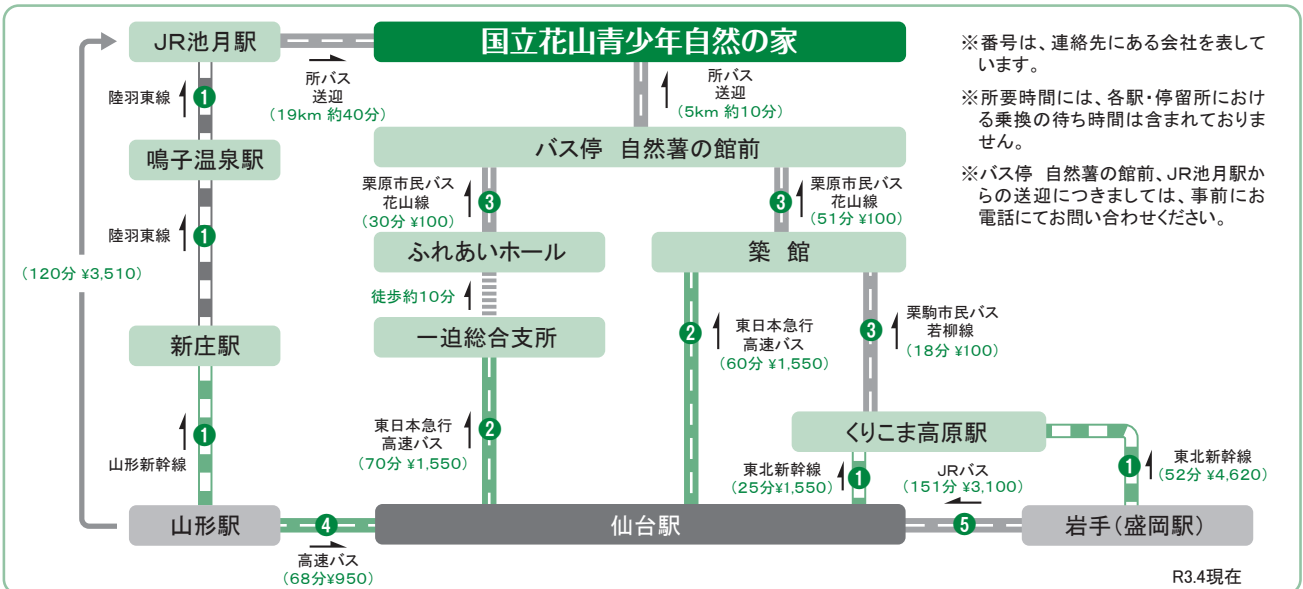 JR池月駅
国立花山青少年自然の家
所バス
送迎
(19km 約40分)
所バス
送迎
(5km 約10分)
※番号は、連絡先にある会社を表して
います。
※所要時間には、各駅・停留所におけ
る乗換の待ち時間は含まれておりま
せん。
※バス停 自然薯の館前、JR池月駅か
らの送迎につきましては、事前にお
電話にてお問い合わせください。
陸羽東線
1
鳴子温泉駅
陸羽東線
1
(120分 ¥3,510)
新庄駅
1
山形新幹線
山形駅
バス停 自然薯の館前
栗原市民バス
花山線
(30分 ¥100)
3
栗原市民バス
花山線
(51分 ¥100)
3
ふれあいホール
築 館
徒歩約10分
一迫総合支所
東日本急行
高速バス
(70分 ¥1,550)
2
2
東日本急行
高速バス
(60分 ¥1,550)
3
栗駒市民バス
若柳線
(18分 ¥100)
くりこま高原駅
東北新幹線
(25分¥1,550)
1
JRバス
(151分 ¥3,100)
1
東北新幹線
(52分 ¥4,620)
4
高速バス
(68分¥950)
仙台駅
5
岩手(盛岡駅)
R3.4現在